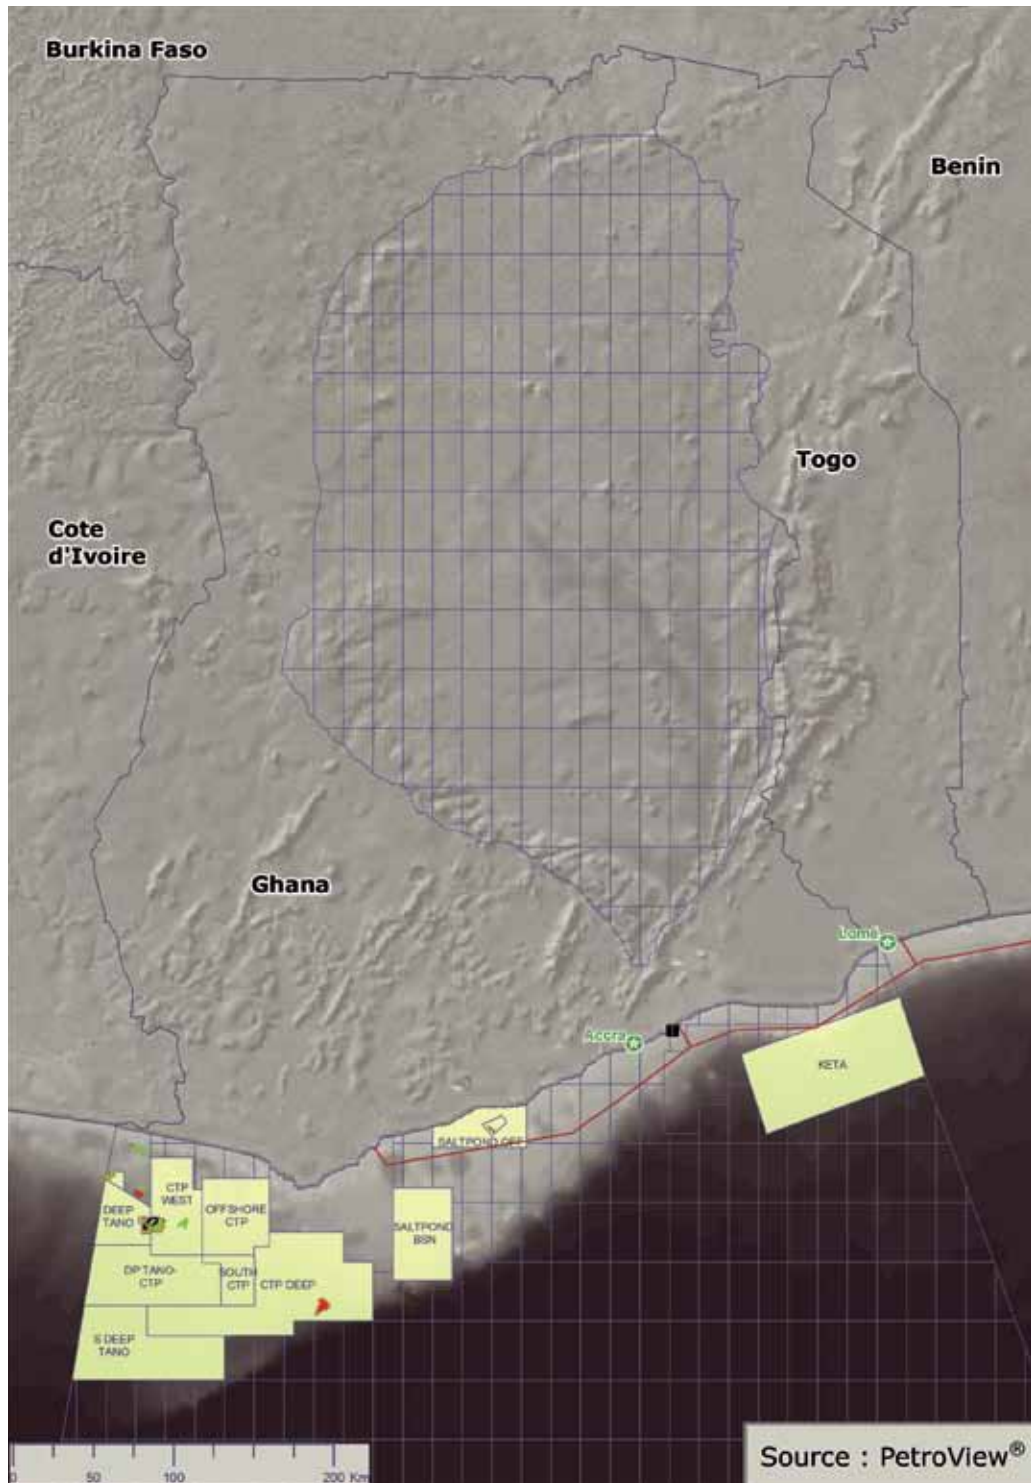 Burkina Faso
Benin
Togo
Cote
d'Ivoire
Ghana
Lomé
Accra
KETA
SALTPOND OFF
CTP
WEST
DEEP
TANO
OFFSHORE
CTP
SALTPOND
BSN
DP TANO-
CTP
SOUTH
CTP
CTP DEEP
S DEEP
TANO
0 50 100 200 Km
Source : PetroView®